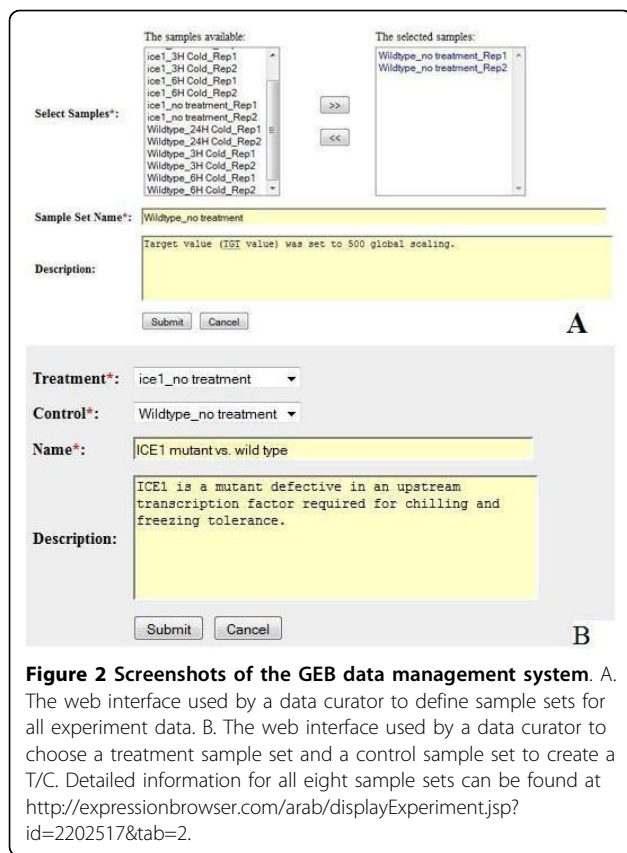 The samples available:
The selected samples:
ice1_3H Cold_Rep1
ice1_3H Cold_Rep2
ice1_6H Cold_Rep1
ice1_6H Cold_Rep2
ice1_no treatment_Rep1
ice1_no treatment_Rep2
Wildtype_24H Cold_Rep1
Wildtype_24H Cold_Rep2
Wildtype_3H Cold_Rep1
Wildtype_3H Cold_Rep2
Wildtype_6H Cold_Rep1
Wildtype_6H Cold_Rep2
Wildtype_no treatment_Rep1
Wildtype_no treatment_Rep2
Select Samples*:
>>
<<
Sample Set Name*: Wildtype_no treatment
Target value (TGT value) was set to 500 global scaling.
Description:
Submit Cancel
A
Treatment*: ice1_no treatment
Control*: Wildtype_no treatment
Name*: ICE1 mutant vs. wild type
ICE1 is a mutant defective in an upstream
transcription factor required for chilling and
freezing tolerance.
Description:
Submit Cancel
B
Figure 2 Screenshots of the GEB data management system. A.
The web interface used by a data curator to define sample sets for
all experiment data. B. The web interface used by a data curator to
choose a treatment sample set and a control sample set to create a
T/C. Detailed information for all eight sample sets can be found at
http://expressionbrowser.com/arab/displayExperiment.jsp?
id=2202517&tab=2.